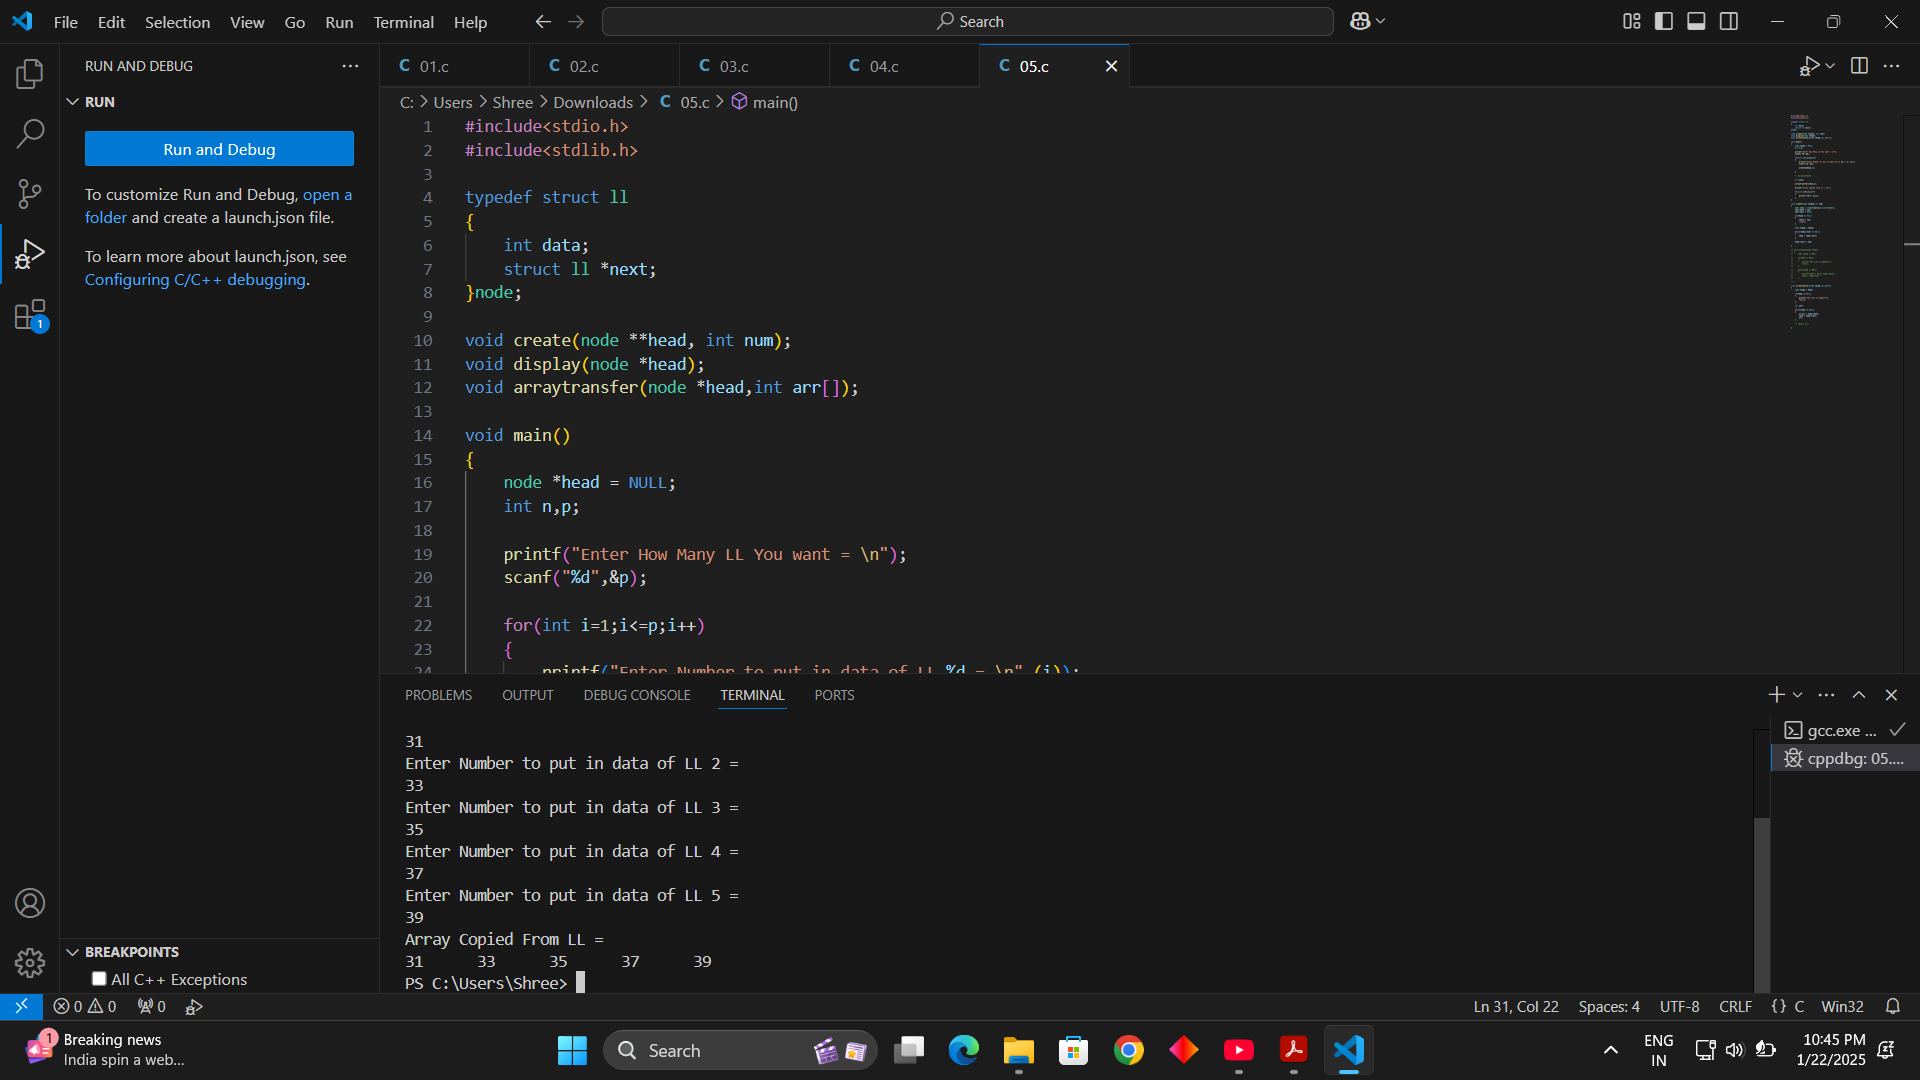 File Edit Selection View Go Run Terminal Help
Search
RUN AND DEBUG
RUN
Run and Debug
To customize Run and Debug, open a
folder and create a launch.json file.
To learn more about launch.json, see
Configuring C/C++ debugging.
BREAKPOINTS
All C++ Exceptions
1
C 01.c
C 02.c
C 03.c
C 04.c
C 05.c
C: > Users > Shree > Downloads > C 05.c > main()
1 #include<stdio.h>
2 #include<stdlib.h>
3
4 typedef struct ll
5 {
6     int data;
7     struct ll *next;
8 }node;
9
10 void create(node **head, int num);
11 void display(node *head);
12 void arraytransfer(node *head,int arr[]);
13
14 void main()
15 {
16     node *head = NULL;
17     int n,p;
18
19     printf("Enter How Many LL You want = \n");
20     scanf("%d",&p);
21
22     for(int i=1;i<=p;i++)
23     {
24         printf("Enter Number to put in data of LL %d = \n",(i));
PROBLEMS OUTPUT DEBUG CONSOLE TERMINAL PORTS
31
Enter Number to put in data of LL 2 =
33
Enter Number to put in data of LL 3 =
35
Enter Number to put in data of LL 4 =
37
Enter Number to put in data of LL 5 =
39
Array Copied From LL =
31 33 35 37 39
PS C:\Users\Shree>
gcc.exe ...
cppdbg: 05....
0 0 0
Ln 31, Col 22 Spaces: 4 UTF-8 CRLF {} C Win32
1
Breaking news
India spin a web...
Search
ENG
IN
10:45 PM
1/22/2025